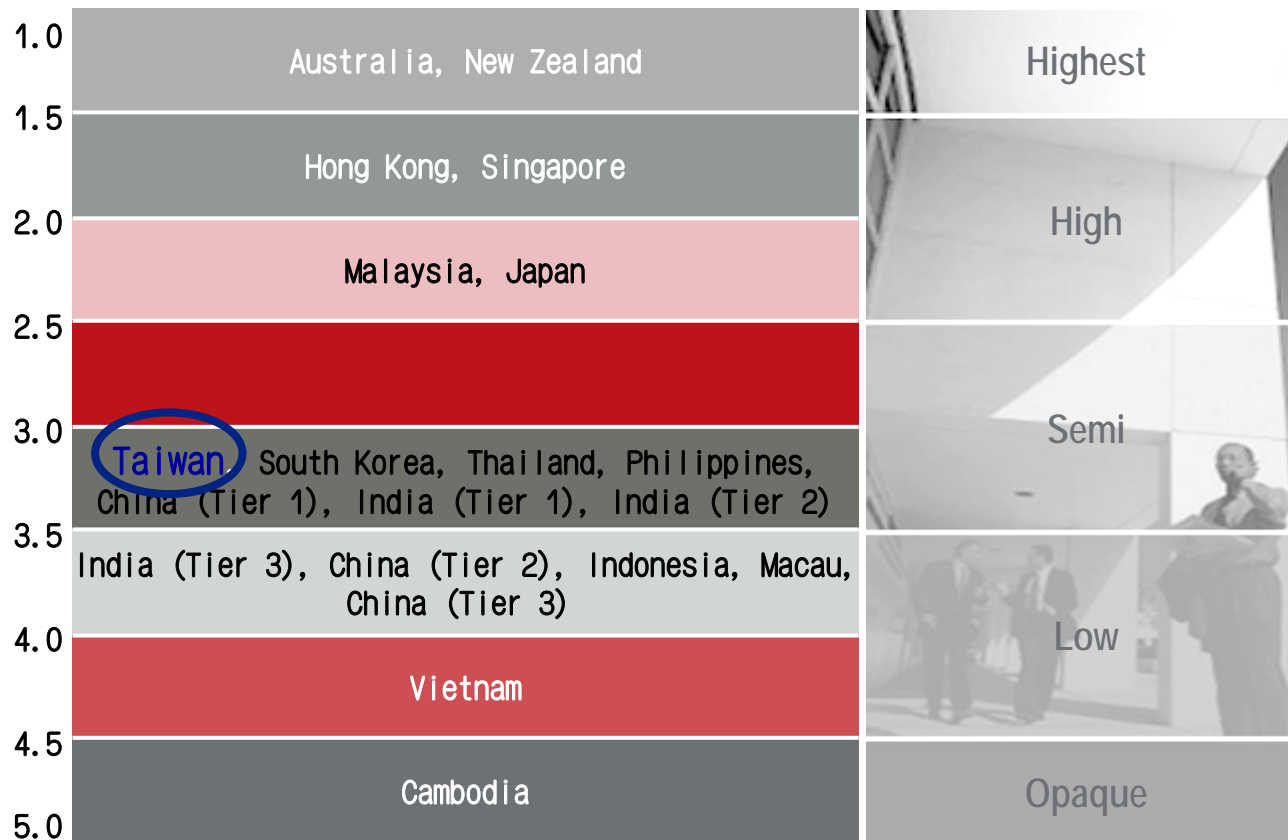 1.0
Australia, New Zealand
Highest
1.5
Hong Kong, Singapore
2.0
High
Malaysia, Japan
2.5
3.0
Semi
Taiwan, South Korea, Thailand, Philippines,
China (Tier 1), India (Tier 1), India (Tier 2)
3.5
India (Tier 3), China (Tier 2), Indonesia, Macau,
China (Tier 3)
4.0
Low
Vietnam
4.5
Cambodia
Opaque
5.0